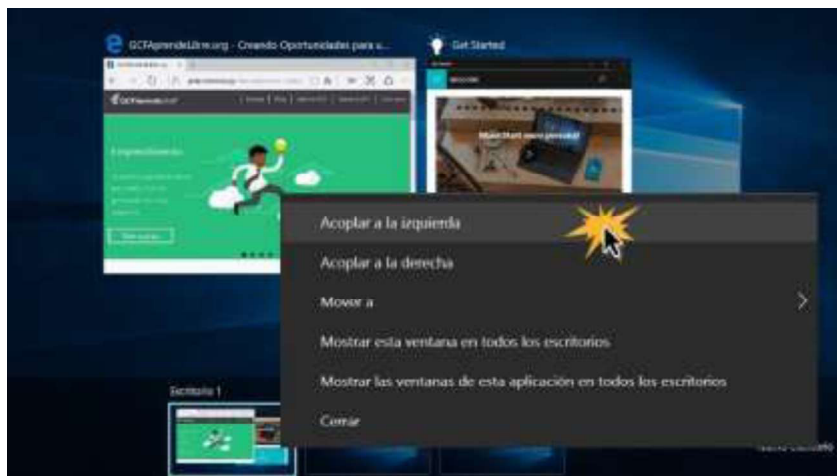 GCFAprendeLibre.org - Creando Oportunidades para u...
Get Started
Emprendimiento
Acoplar a la izquierda
Acoplar a la derecha
Mover a
Mostrar esta ventana en todos los escritorios
Mostrar las ventanas de esta aplicación en todos los escritorios
Cerrar
Escritorio 1